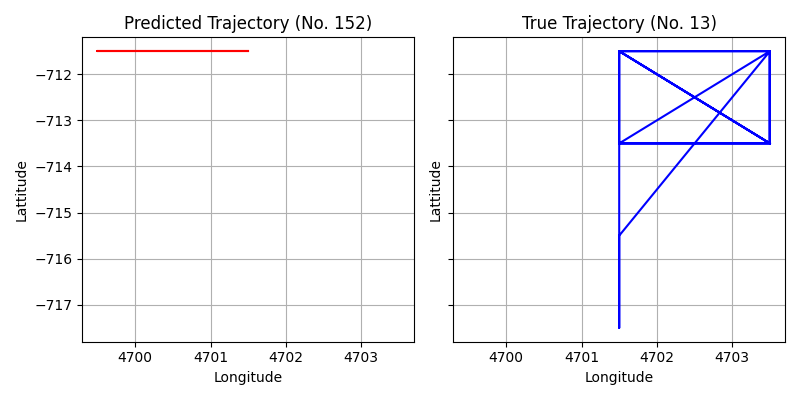 Predicted Trajectory (No. 152)
True Trajectory (No. 13)
−712
−713
−714
−715
−716
−717
Lattitude
Lattitude
4700 4701 4702 4703
4700 4701 4702 4703
Longitude
Longitude